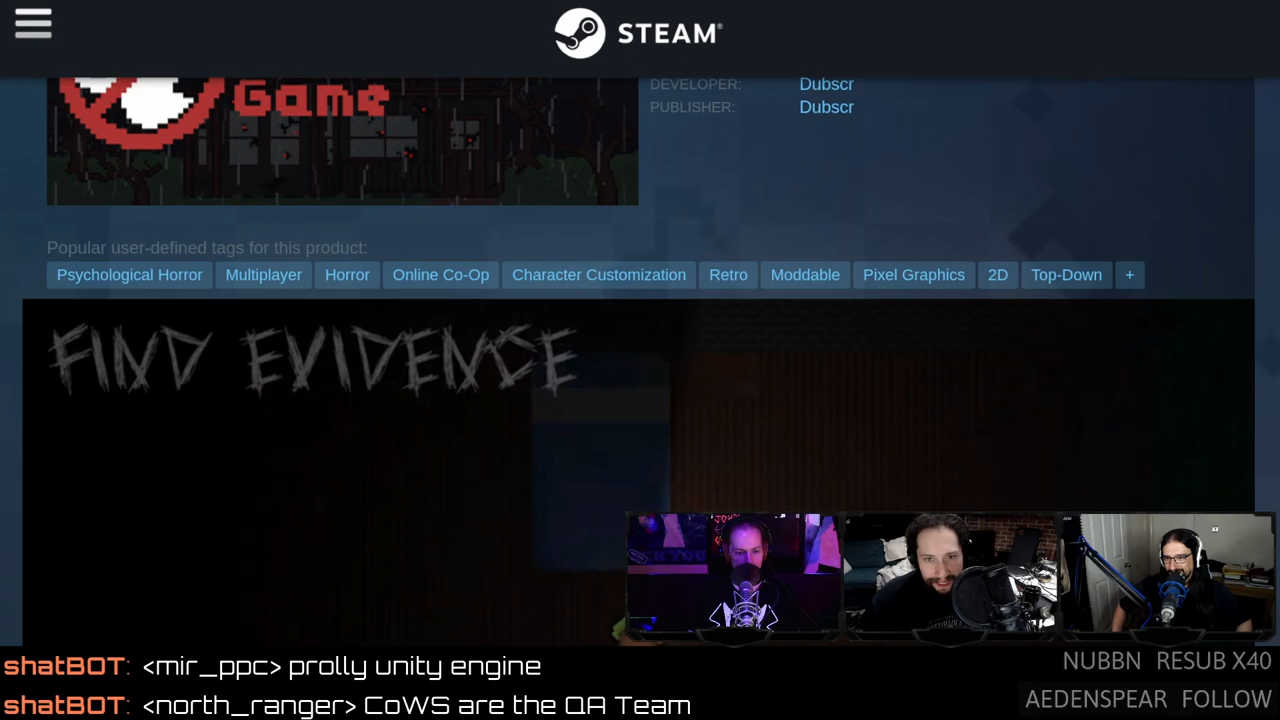 STEAM®
Game
DEVELOPER: Dubscr
PUBLISHER: Dubscr
Popular user-defined tags for this product:
Psychological Horror Multiplayer Horror Online Co-Op Character Customization Retro Moddable Pixel Graphics 2D Top-Down +
FIND EVIDENCE
shatBOT: <mir_ppc> prolly unity engine
NUBBN RESUB X40
shatBOT: <north_ranger> CoWS are the QA Team
AEDENSPEAR FOLLOW